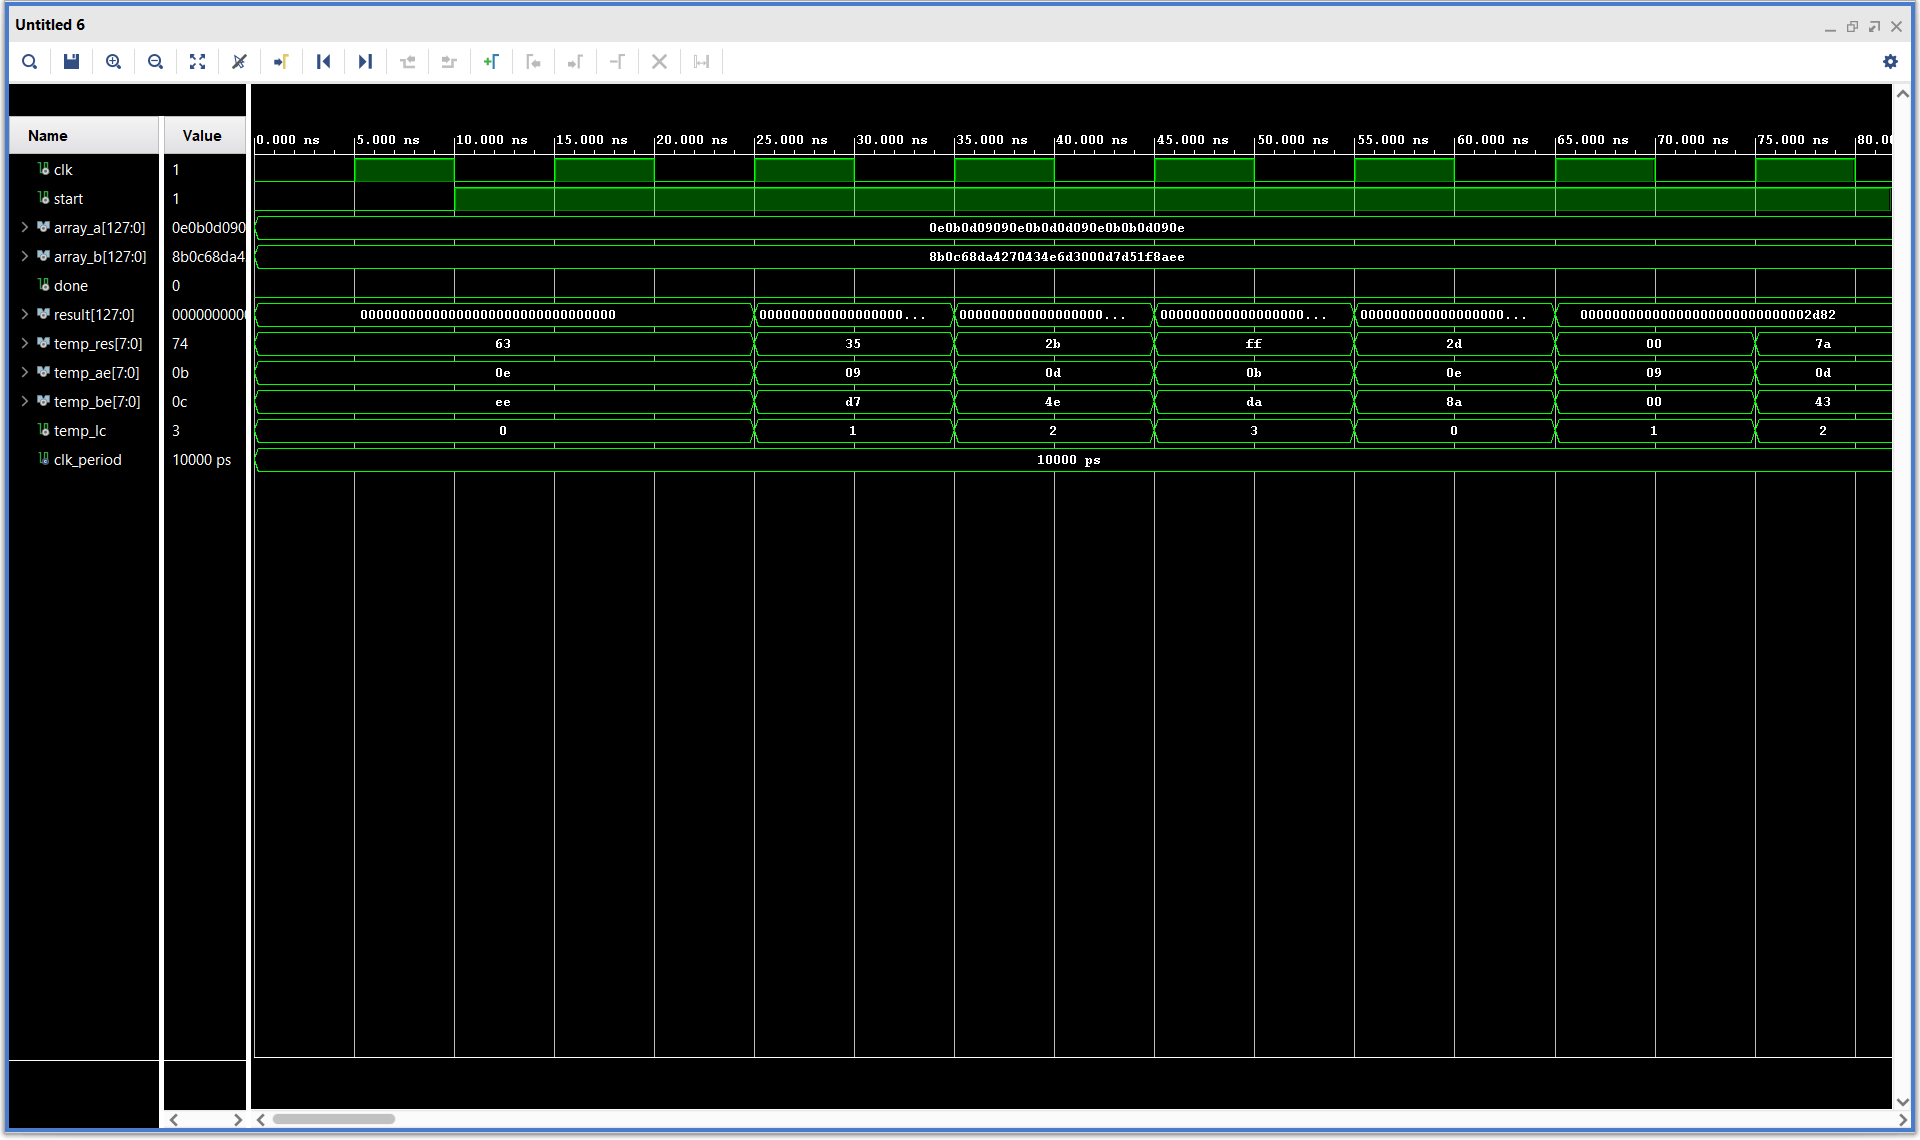 Untitled 6
Name Value
0.000 ns 5.000 ns 10.000 ns 15.000 ns 20.000 ns 25.000 ns 30.000 ns 35.000 ns 40.000 ns 45.000 ns 50.000 ns 55.000 ns 60.000 ns 65.000 ns 70.000 ns 75.000 ns 80.00
clk 1
start 1
array_a[127:0] 0e0b0d090 0e0b0d09090e0b0d0d090e0b0b0d090e
array_b[127:0] 8b0c68da4 8b0c68da4270434e6d3000d7d51f8aee
done 0
result[127:0] 0000000000 00000000000000000000000000000000 000000000000000000... 000000000000000000... 000000000000000000... 000000000000000000... 00000000000000000000000000002d82
temp_res[7:0] 74 63 35 2b ff 2d 00 7a
temp_ae[7:0] 0b 0e 09 0d 0b 0e 09 0d
temp_be[7:0] 0c ee d7 4e da 8a 00 43
temp_lc 3 0 1 2 3 0 1 2
clk_period 10000 ps 10000 ps